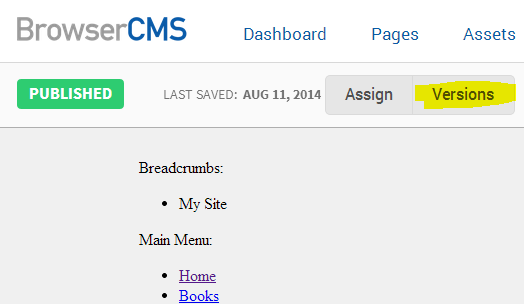 BrowserCMS Dashboard Pages Assets
PUBLISHED LAST SAVED: AUG 11, 2014 Assign Versions
Breadcrumbs:
• My Site
Main Menu:
• Home
• Books